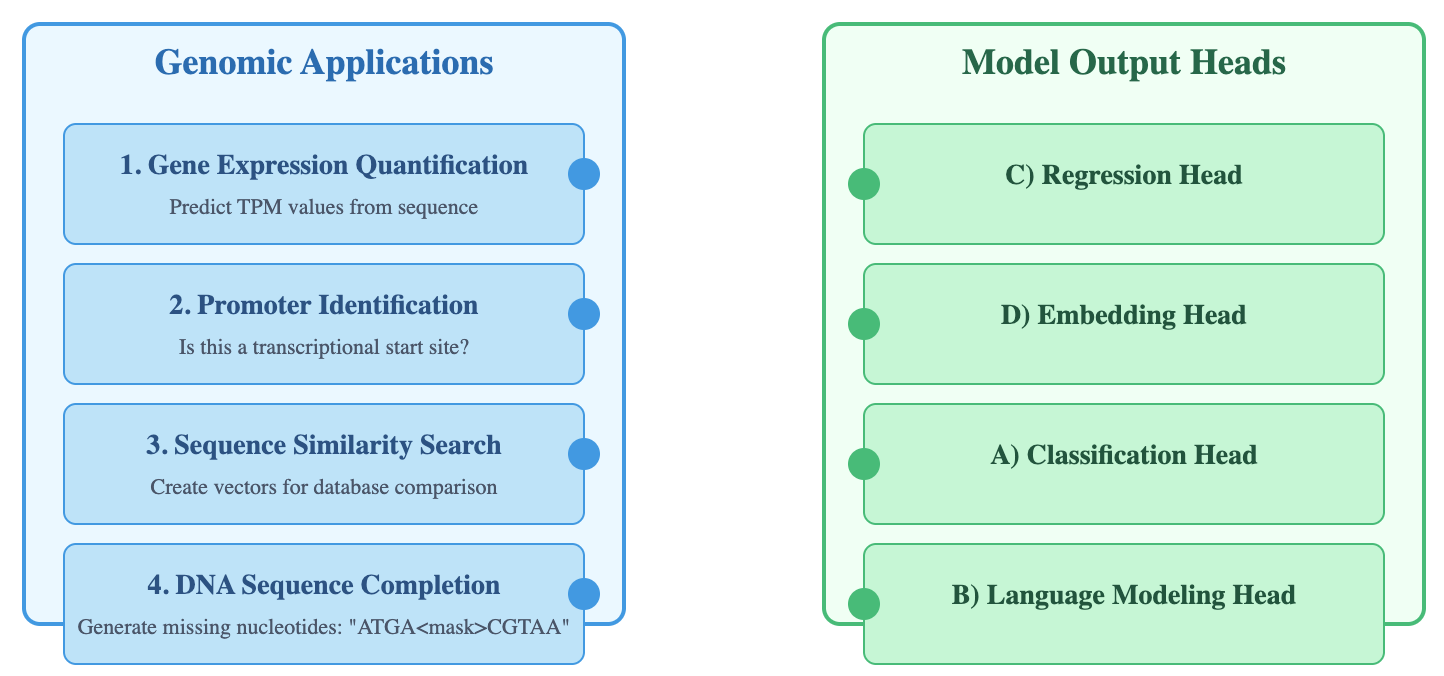 Genomic Applications
1. Gene Expression Quantification
Predict TPM values from sequence
2. Promoter Identification
Is this a transcriptional start site?
3. Sequence Similarity Search
Create vectors for database comparison
4. DNA Sequence Completion
Generate missing nucleotides: "ATGA<mask>CGTAA"
Model Output Heads
C) Regression Head
D) Embedding Head
A) Classification Head
B) Language Modeling Head